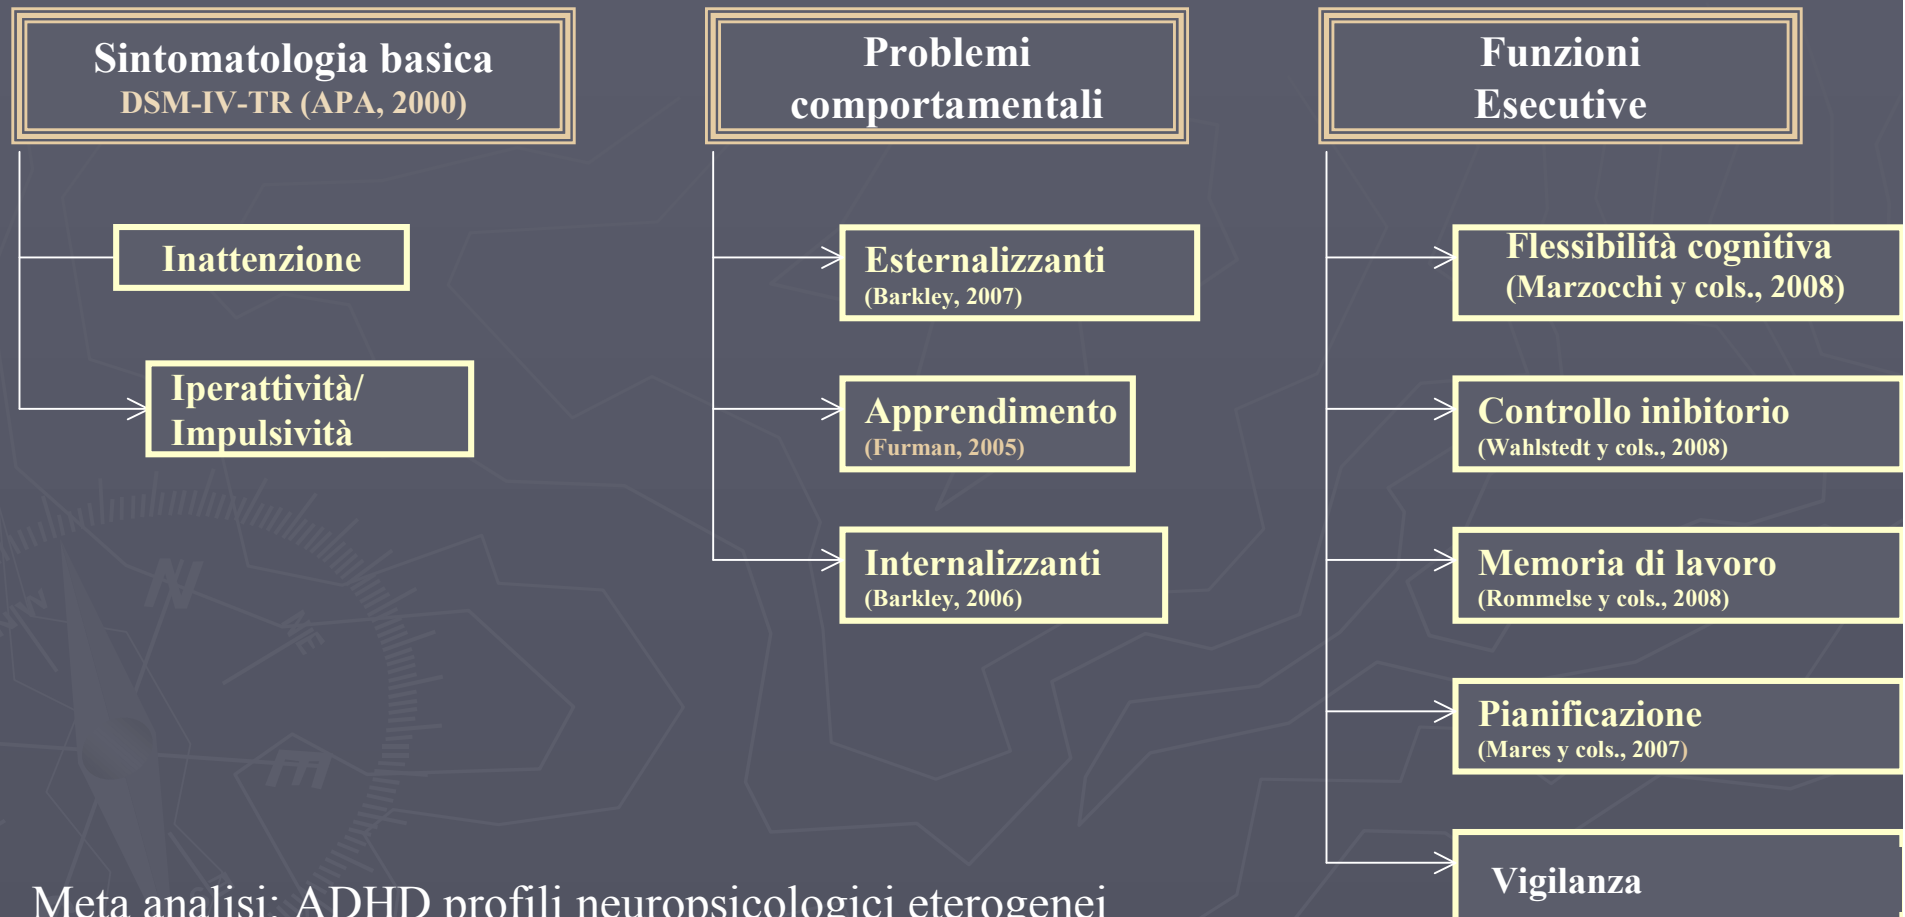 Sintomatologia basica
DSM-IV-TR (APA, 2000)
Inattenzione
Iperattività/
Impulsività
Problemi
comportamentali
Esternalizzanti
(Barkley, 2007)
Apprendimento
(Furman, 2005)
Internalizzanti
(Barkley, 2006)
Funzioni
Esecutive
Flessibilità cognitiva
(Marzocchi y cols., 2008)
Controllo inibitorio
(Wahlstedt y cols., 2008)
Memoria di lavoro
(Rommelse y cols., 2008)
Pianificazione
(Mares y cols., 2007)
Vigilanza
Meta analisi: ADHD profili neuropsicologici eterogenei
NW
N
NE
E